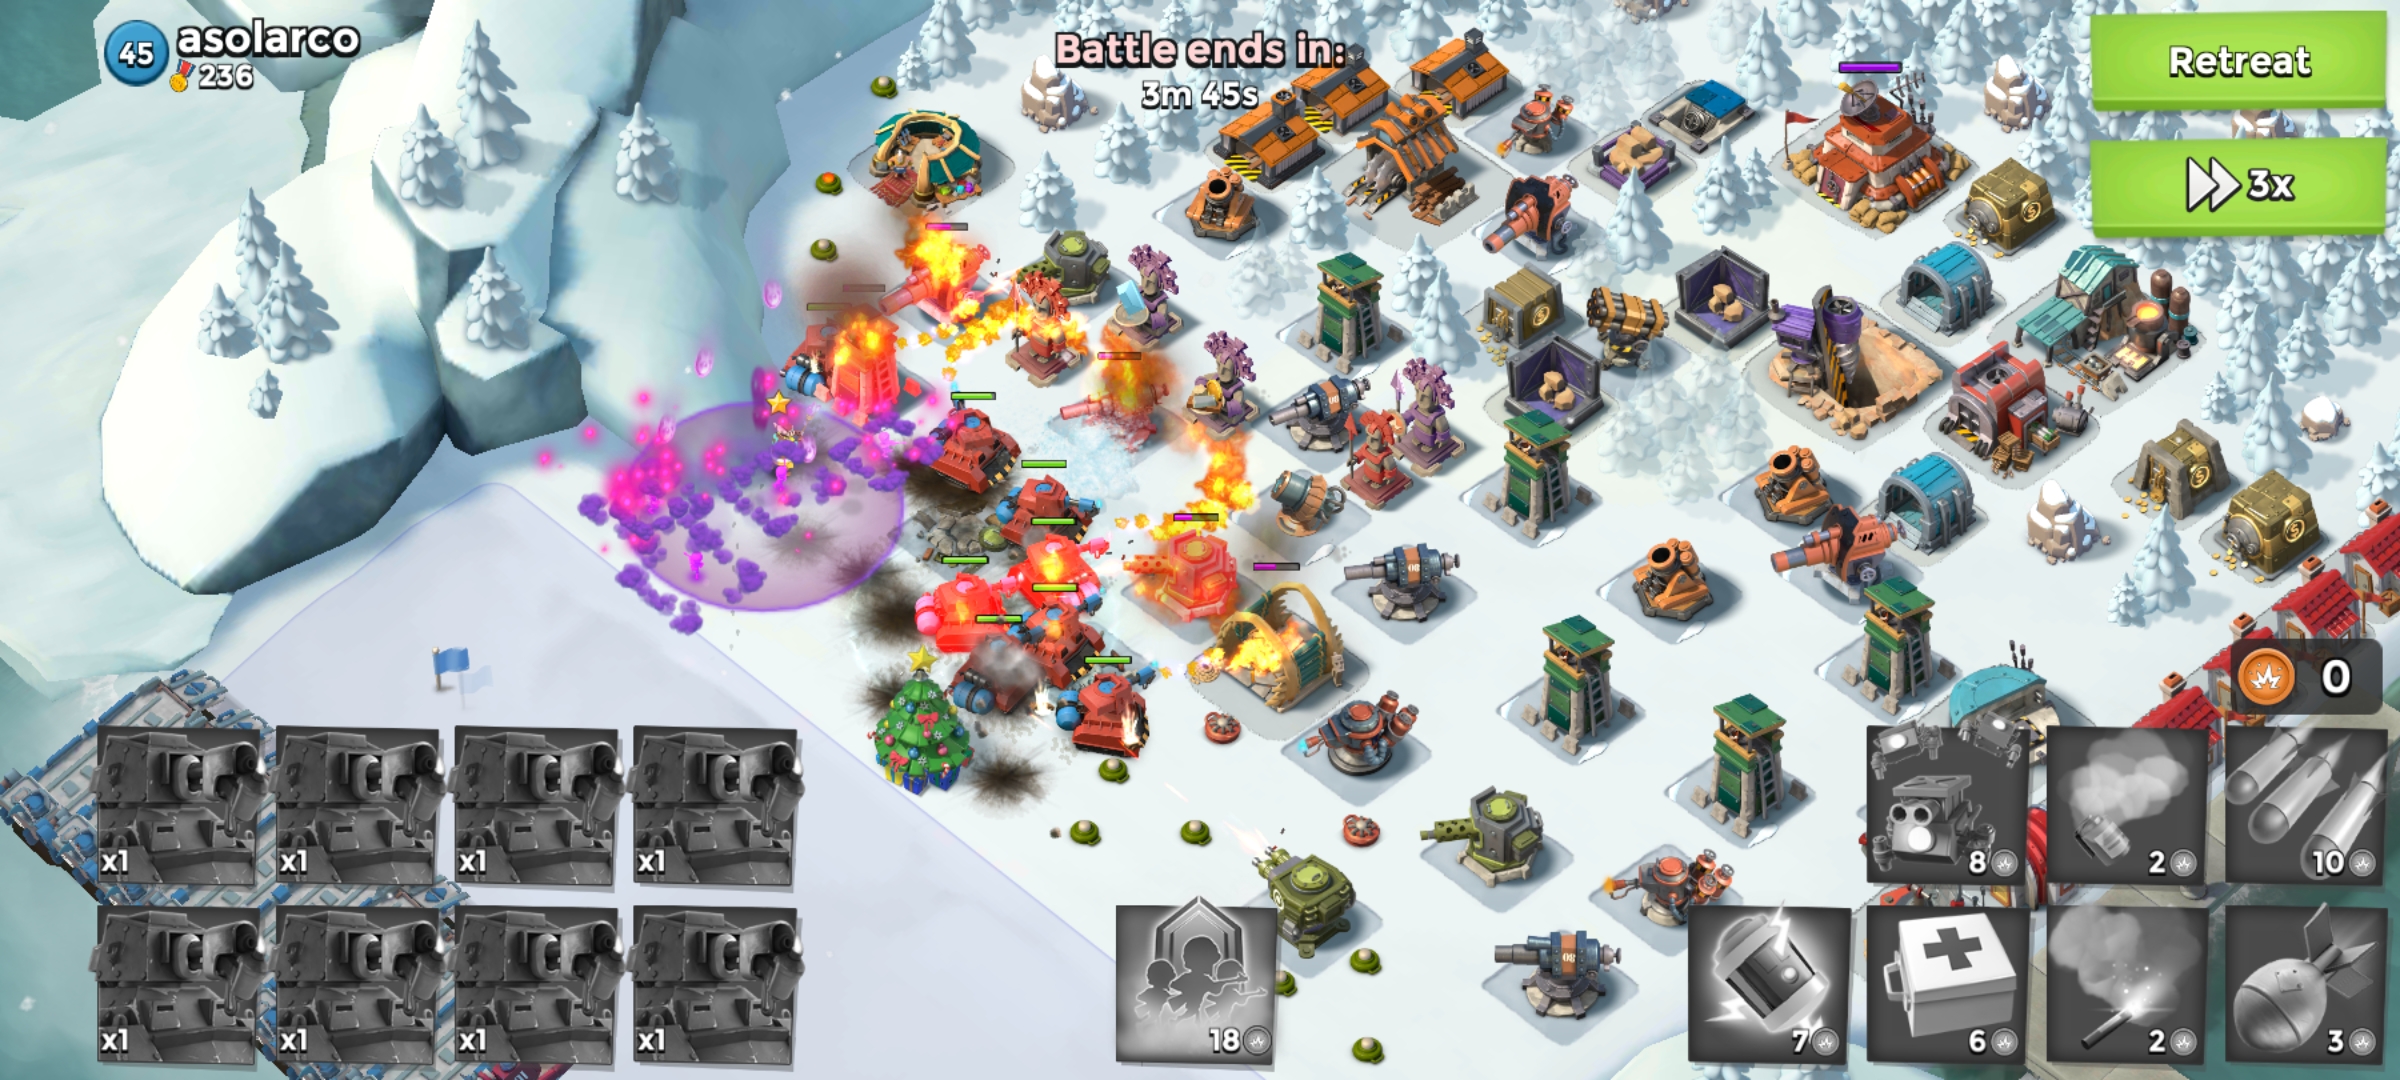 45
asolarco
236
Battle ends in:
3m 45s
Retreat
3x
0
x1
x1
x1
x1
8
2
10
x1
x1
x1
x1
18
7
6
2
3